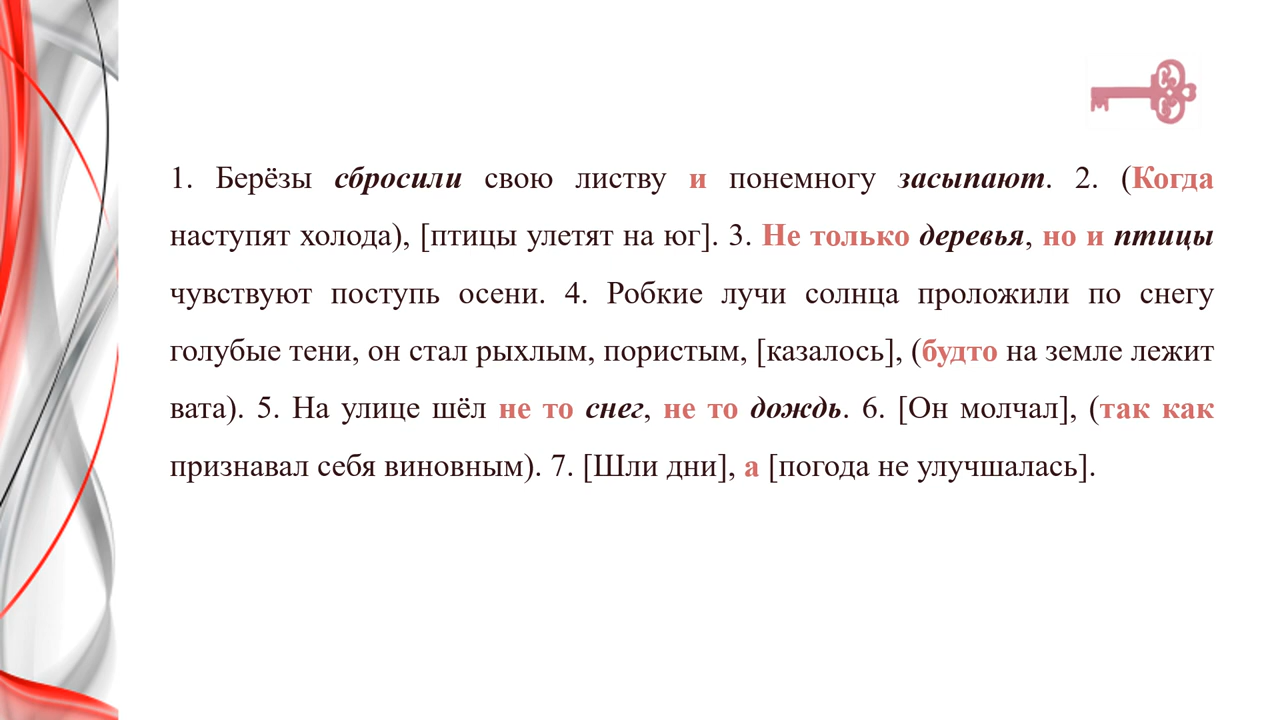 1. Берёзы сбросили свою листву и понемногу засыпают. 2. (Когда
наступят холода), [птицы улетят на юг]. 3. Не только деревья, но и птицы
чувствуют поступь осени. 4. Робкие лучи солнца проложили по снегу
голубые тени, он стал рыхлым, пористым, [казалось], (будто на земле лежит
вата). 5. На улице шёл не то снег, не то дождь. 6. [Он молчал], (так как
признавал себя виновным). 7. [Шли дни], а [погода не улучшалась].